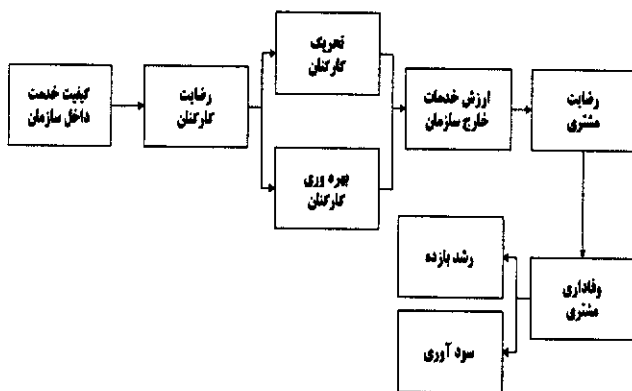 کیفیت خدمت
داخل سازمان
رضایت
کارکنان
تحریک
کارکنان
بهره وری
کارکنان
ارزش خدمات
خارج سازمان
رضایت
مشتری
وفاداری
مشتری
رشد بازده
سود آوری